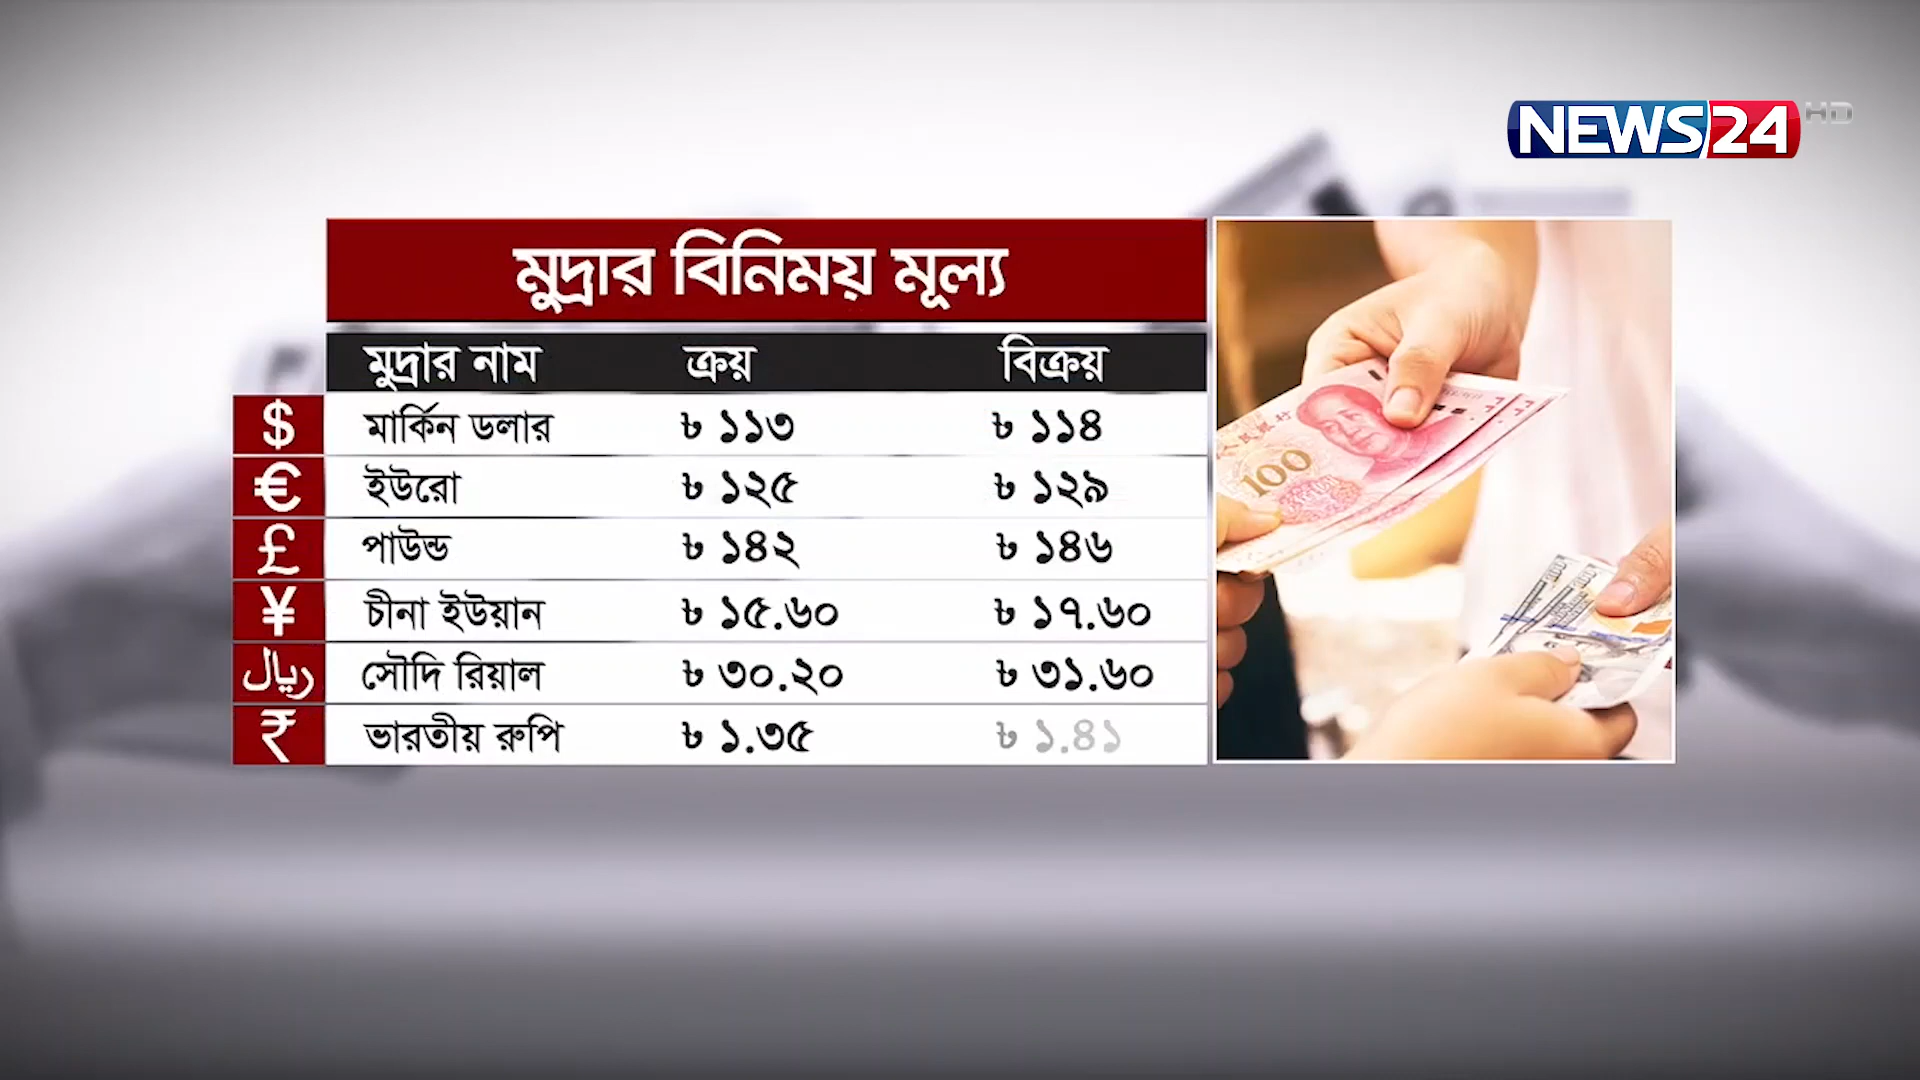 NEWS24 HD
মুদ্রার বিনিময় মূল্য
মুদ্রার নাম ক্রয় বিক্রয়
$ মার্কিন ডলার ৳ ১১৩ ৳ ১১৪
€ ইউরো ৳ ১২৫ ৳ ১২৯
£ পাউন্ড ৳ ১৪২ ৳ ১৪৬
¥ চীনা ইউয়ান ৳ ১৫.৬০ ৳ ১৭.৬০
ریال সৌদি রিয়াল ৳ ৩০.২০ ৳ ৩১.৬০
₹ ভারতীয় রুপি ৳ ১.৩৫ ৳ ১.৪১
100